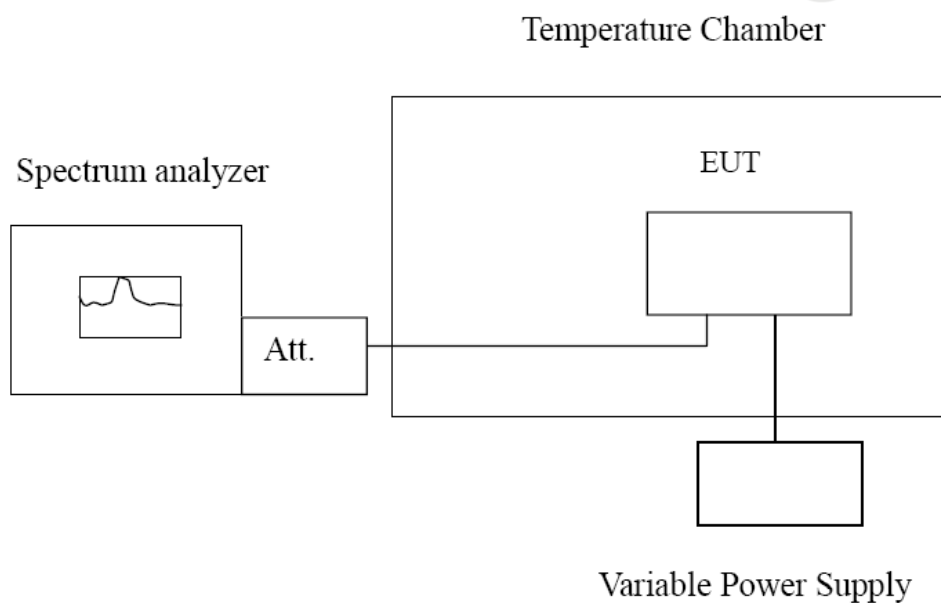 Temperature Chamber
EUT
Spectrum analyzer
Att.
Variable Power Supply